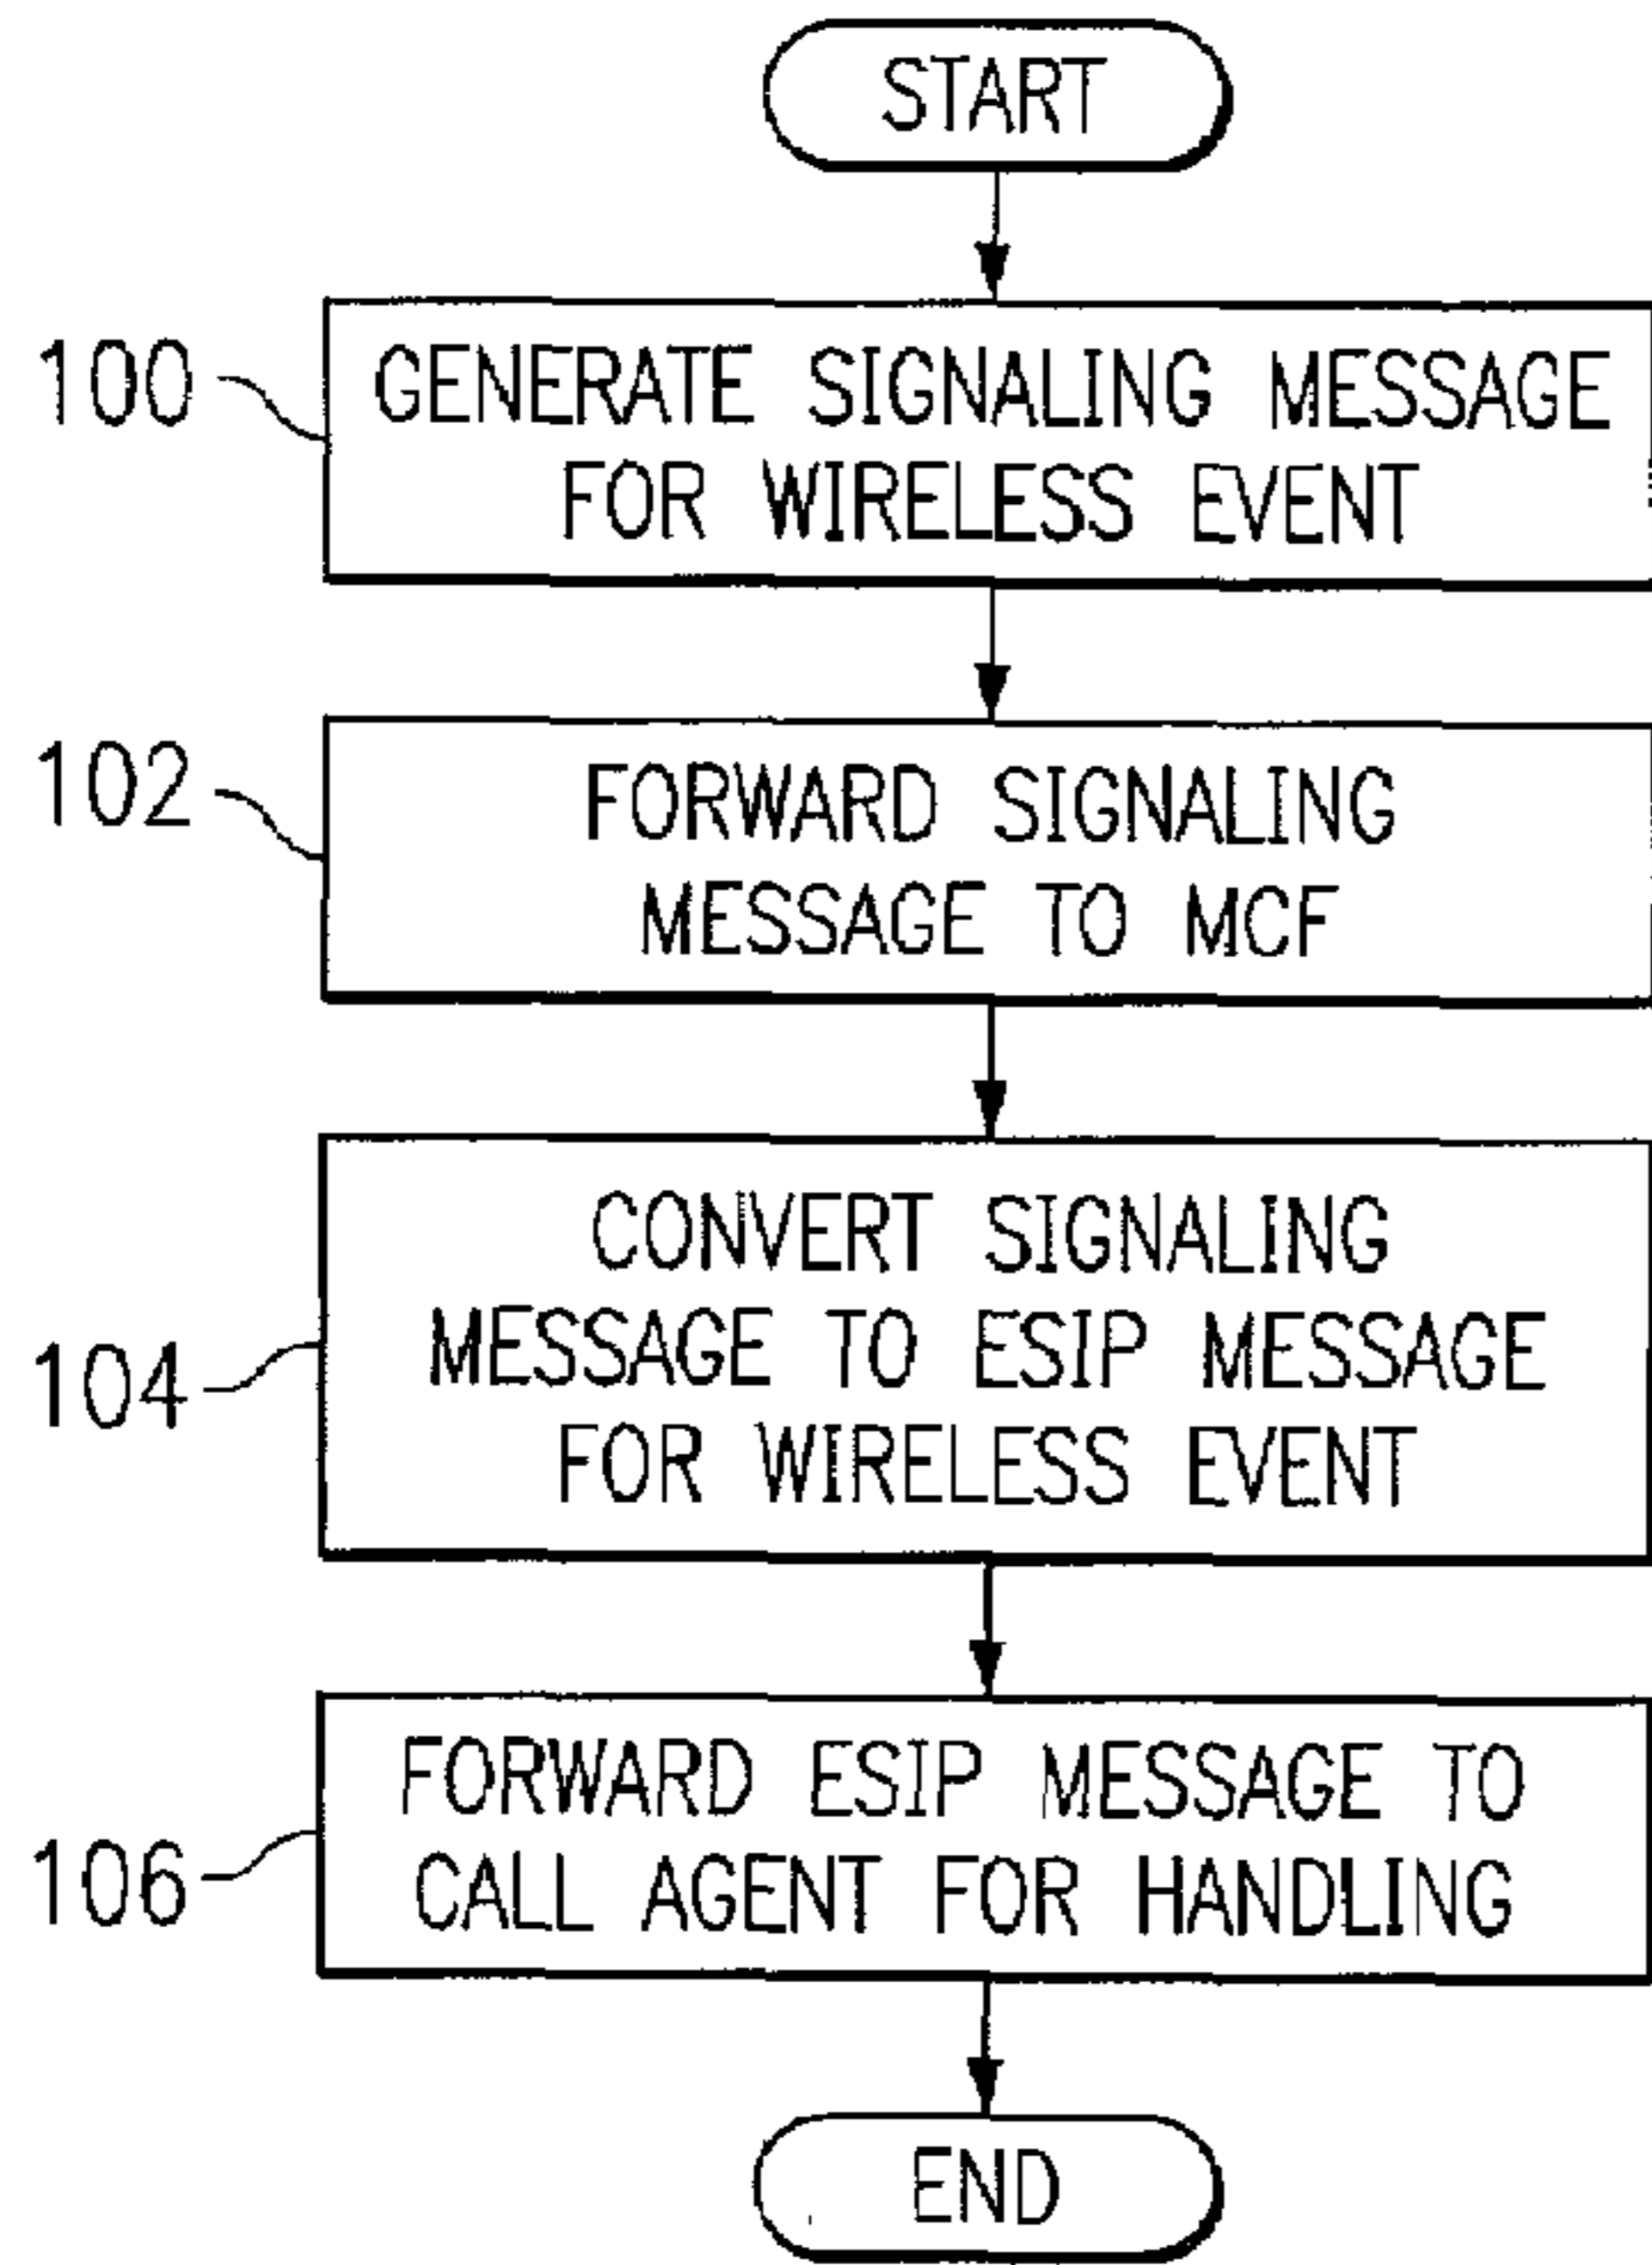 START
100
GENERATE SIGNALING MESSAGE
FOR WIRELESS EVENT
102
FORWARD SIGNALING
MESSAGE TO MCF
CONVERT SIGNALING
104
MESSAGE TO ESIP MESSAGE
FOR WIRELESS EVENT
FORWARD ESIP MESSAGE TO
106
CALL AGENT FOR HANDLING
END